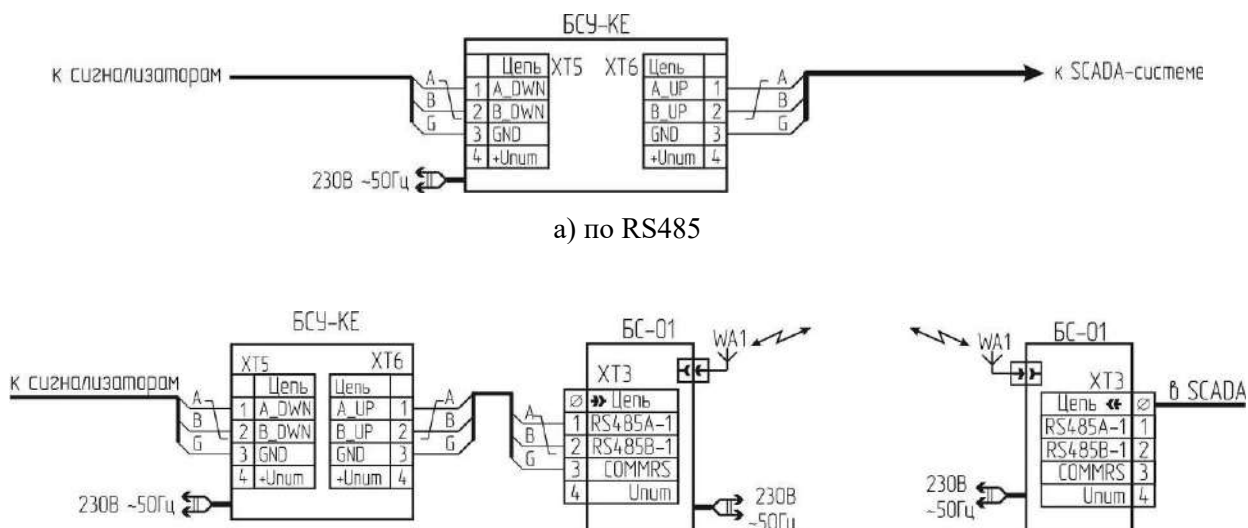 БСУ-КЕ
к сигнализаторам
к SCADA-системе
A
B
G
Цепь XT5
1 A_DWN
2 B_DWN
3 GND
4 +Uпит
XT6 Цепь
A_UP 1
B_UP 2
GND 3
+Uпит 4
A
B
G
230В ~50Гц
а) по RS485
БСУ-КЕ
БС-01
WA1
WA1
БС-01
к сигнализаторам
A
B
G
XT5
Цепь
1 A_DWN
2 B_DWN
3 GND
4 +Uпит
XT6
Цепь
A_UP 1
B_UP 2
GND 3
+Uпит 4
A
B
G
A
B
G
XT3
∅ Цепь
1 RS485A-1
2 RS485B-1
3 COMMRS
4 Uпит
XT3
Цепь ∅
RS485A-1 1
RS485B-1 2
COMMRS 3
Uпит 4
в SCADA
230В ~50Гц
230В
~50Гц
230В
~50Гц